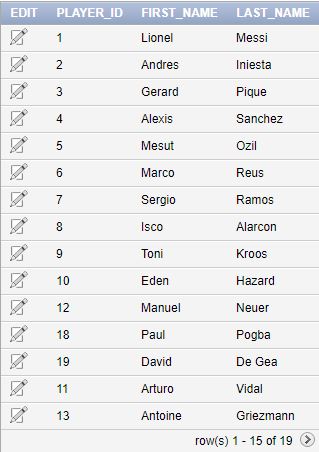 EDIT PLAYER_ID FIRST_NAME LAST_NAME
1 Lionel Messi
2 Andres Iniesta
3 Gerard Pique
4 Alexis Sanchez
5 Mesut Ozil
6 Marco Reus
7 Sergio Ramos
8 Isco Alarcon
9 Toni Kroos
10 Eden Hazard
12 Manuel Neuer
18 Paul Pogba
19 David De Gea
11 Arturo Vidal
13 Antoine Griezmann
row(s) 1 - 15 of 19